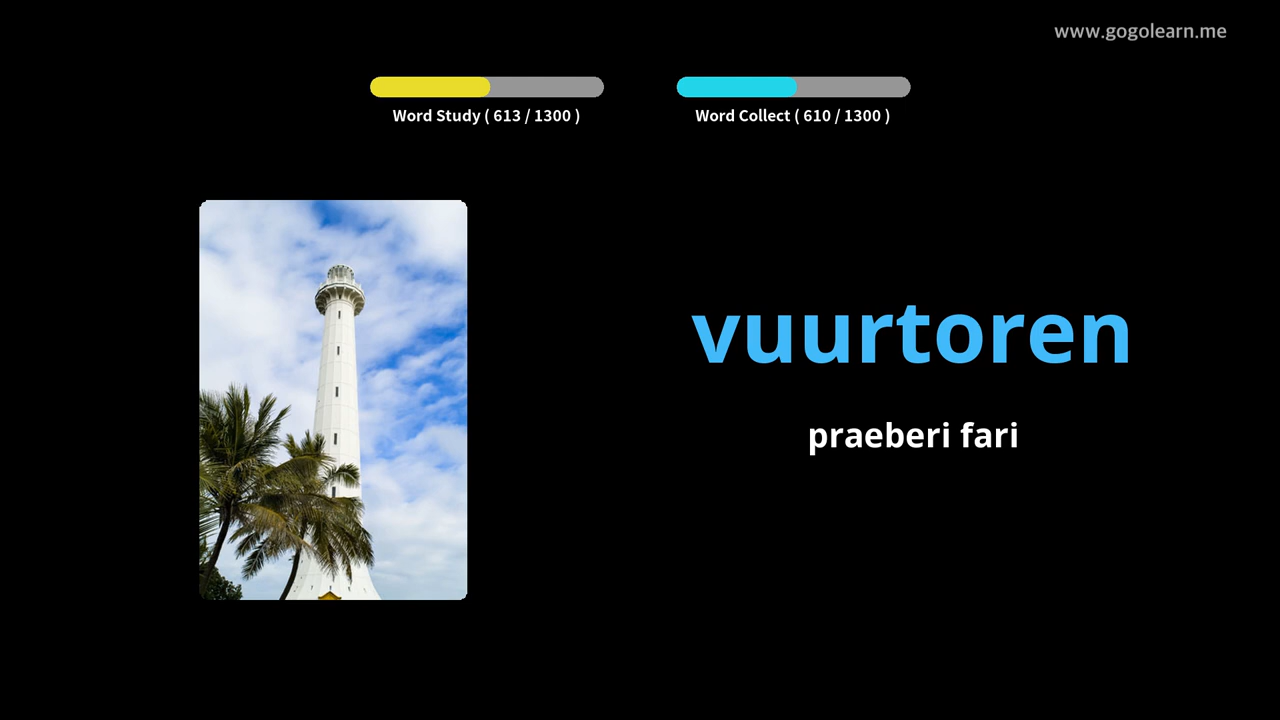 www.gogolearn.me
Word Study ( 613 / 1300 )
Word Collect ( 610 / 1300 )
vuurtoren
praeberi fari